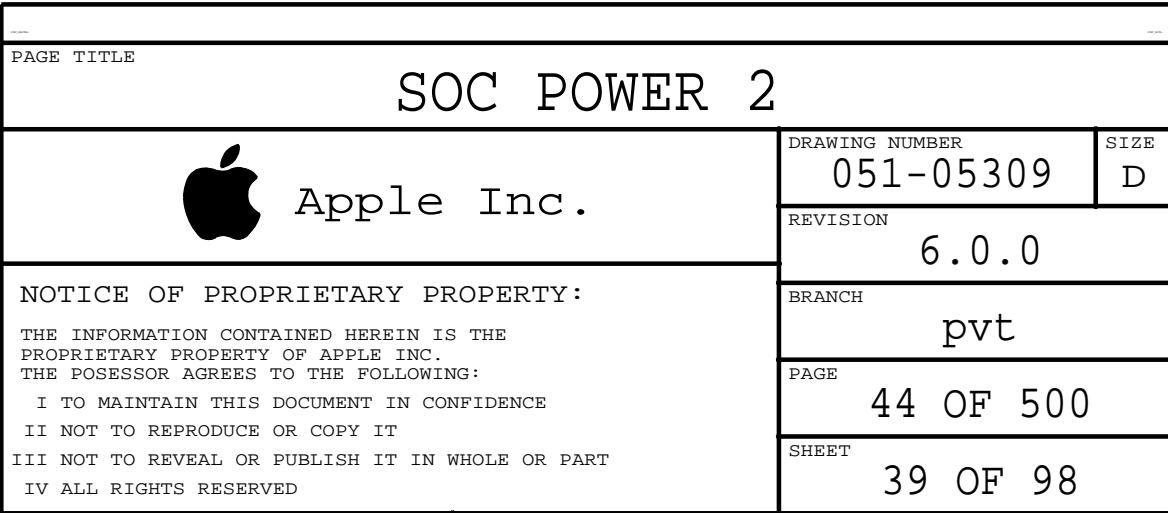 PAGE TITLE
SOC POWER 2
Apple Inc.
DRAWING NUMBER
051-05309
SIZE
D
REVISION
6.0.0
NOTICE OF PROPRIETARY PROPERTY:
BRANCH
pvt
THE INFORMATION CONTAINED HEREIN IS THE
PROPRIETARY PROPERTY OF APPLE INC.
THE POSESSOR AGREES TO THE FOLLOWING:
I TO MAINTAIN THIS DOCUMENT IN CONFIDENCE
II NOT TO REPRODUCE OR COPY IT
III NOT TO REVEAL OR PUBLISH IT IN WHOLE OR PART
IV ALL RIGHTS RESERVED
PAGE
44 OF 500
SHEET
39 OF 98